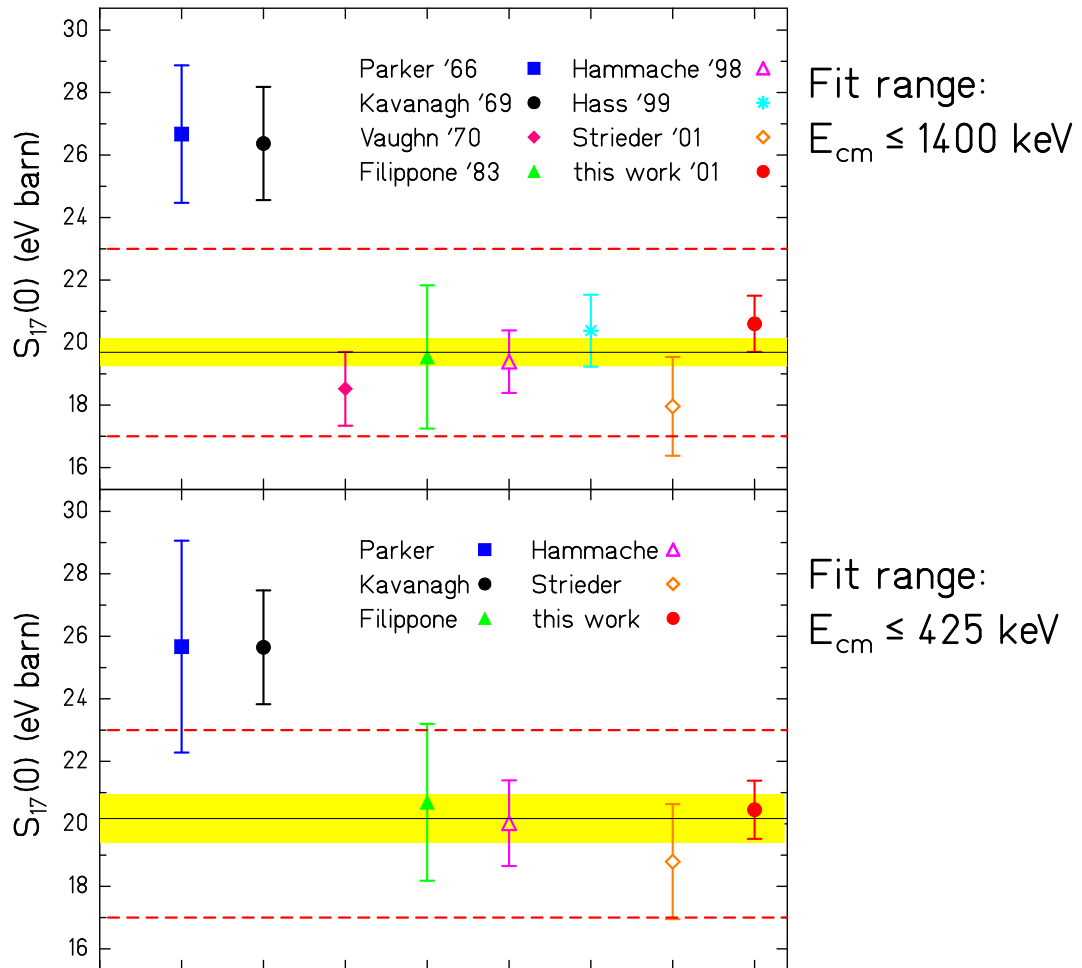 30
28
26
24
22
20
18
16
S17(0) (eV barn)
Parker '66
Kavanagh '69
Vaughn '70
Filippone '83
Hammache '98
Hass '99
Strieder '01
this work '01
Fit range:
Ecm ≤ 1400 keV
30
28
26
24
22
20
18
16
S17(0) (eV barn)
Parker
Kavanagh
Filippone
Hammache
Strieder
this work
Fit range:
Ecm ≤ 425 keV